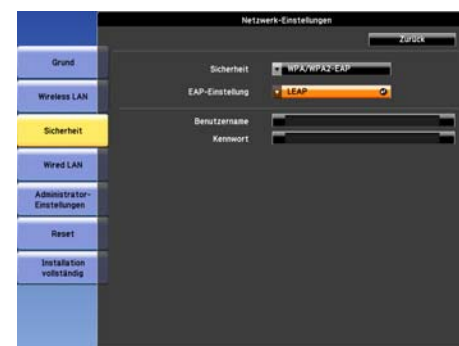 Netzwerk-Einstellungen
Zurück
Grund
Wireless LAN
Sicherheit
Wired LAN
Administrator-
Einstellungen
Reset
Installation
vollständig
Sicherheit WPA/WPA2-EAP
EAP-Einstellung LEAP
Benutzername
Kennwort